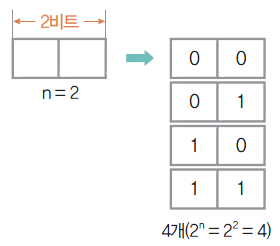 2비트
n = 2
0 0
0 1
1 0
1 1
4개(2ⁿ = 2² = 4)